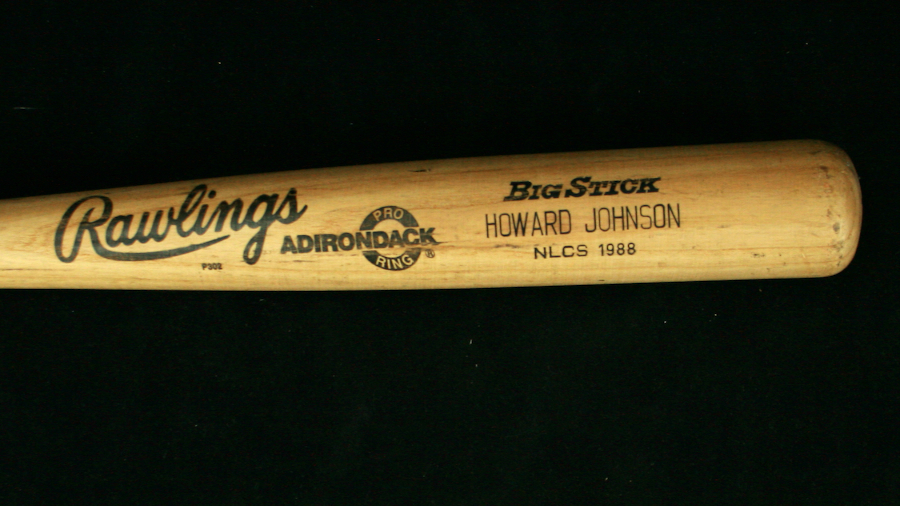 Rawlings
P302
ADIRONDACK®
PRO
RING
BIG STICK
HOWARD JOHNSON
NLCS 1988